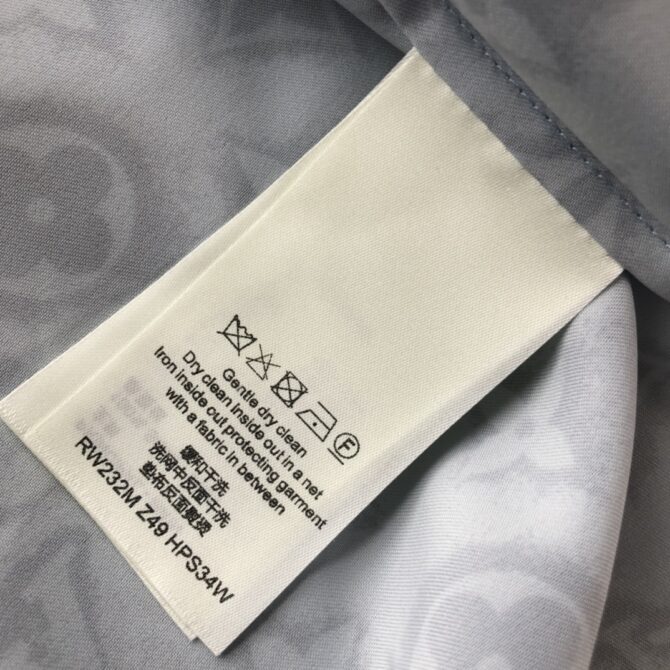 F
Gentle dry clean
Dry clean inside out in a net
Iron inside out protecting garment
with a fabric in between
缓和干洗
洗网中反面干洗
垫布反面熨烫
RW232M Z49 HPS34W